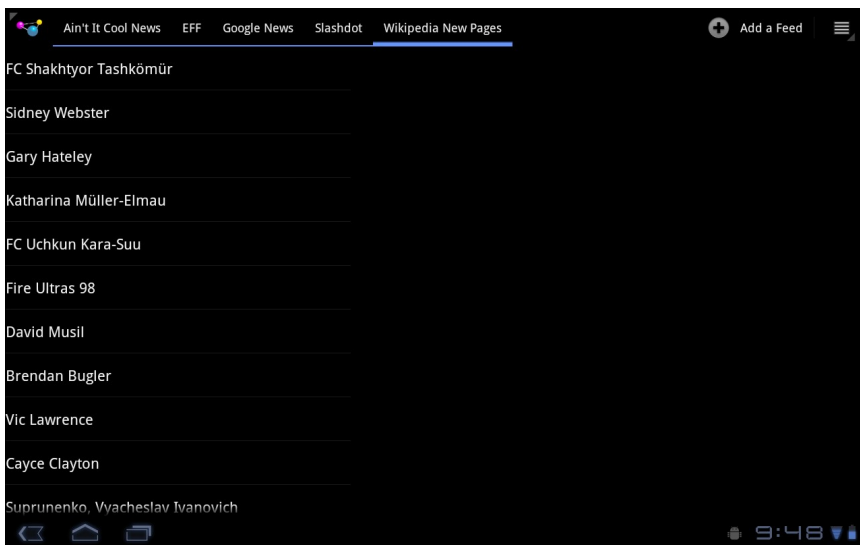 Ain't It Cool News EFF Google News Slashdot Wikipedia New Pages Add a Feed
FC Shakhtyor Tashkömür
Sidney Webster
Gary Hateley
Katharina Müller-Elmau
FC Uchkun Kara-Suu
Fire Ultras 98
David Musil
Brendan Bugler
Vic Lawrence
Cayce Clayton
Suprunenko, Vyacheslav Ivanovich
9:48